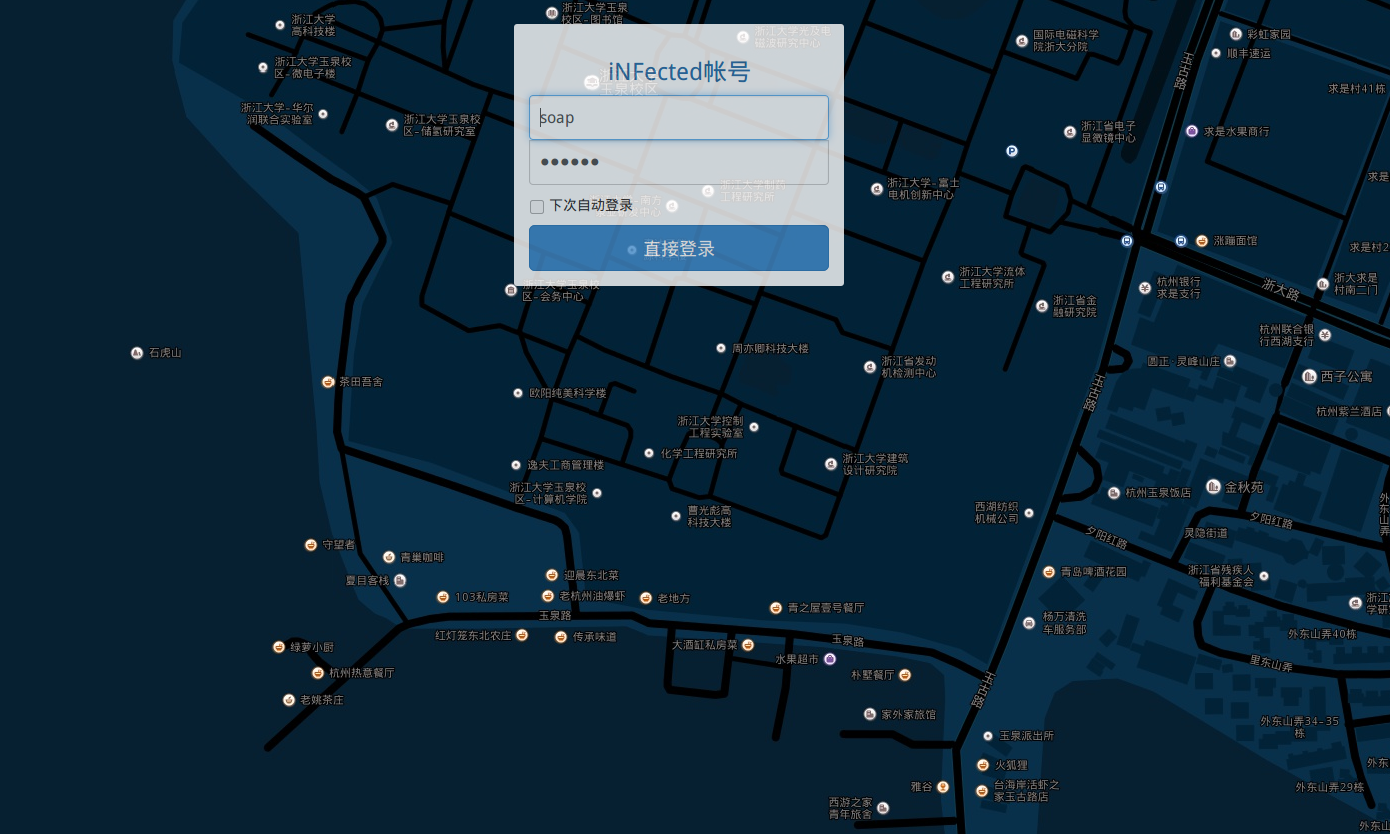 浙江大学
高科技楼
浙江大学玉泉
校区-图书馆
浙江大学光及电
磁波研究中心
国际电磁科学
院浙大分院
彩虹家园
顺丰速运
浙江大学玉泉校
区-微电子楼
iNFected帐号
玉泉校区
玉古路
求是村41栋
浙江大学-华尔
润联合实验室
浙江大学玉泉校
区-储氢研究室
soap
••••••
浙江省电子
显微镜中心
求是水果商行
浙江大学制药
工程研究所
浙江大学-富士
电机创新中心
求是
下次自动登录
直接登录
涨蹦面馆
求是村2
浙江大学玉泉校
区-会务中心
浙江大学流体
工程研究所
浙江省金
融研究院
杭州银行
求是支行
浙大路
浙大求是
村南二门
杭州联合银
行西湖支行
石虎山
周亦卿科技大楼
浙江省发动
机检测中心
圆正·灵峰山庄
西子公寓
茶田吾舍
欧阳纯美科学楼
玉古路
杭州紫兰酒店
浙江大学控制
工程实验室
化学工程研究所
逸夫工商管理楼
浙江大学建筑
设计研究院
浙江大学玉泉校
区-计算机学院
杭州玉泉饭店
金秋苑
曹光彪高
科技大楼
西湖纺织
机械公司
夕阳红路
夕阳红路
灵隐街道
外东山弄
守望者
青巢咖啡
夏目客栈
迎晨东北菜
青岛啤酒花园
浙江省残疾人
福利基金会
103私房菜
老杭州油爆虾
老地方
青之屋壹号餐厅
玉泉路
杨万清洗
车服务部
浙江
学研
红灯笼东北农庄
传承味道
大酒缸私房菜
玉泉路
外东山弄40栋
绿萝小厨
水果超市
里东山弄
杭州热意餐厅
朴墅餐厅
玉古路
老姚茶庄
家外家旅馆
外东山弄34-35
栋
玉泉派出所
火狐狸
外东
雅谷
台海岸活虾之
家玉古路店
外东山弄29栋
西游之家
青年旅舍
外东山